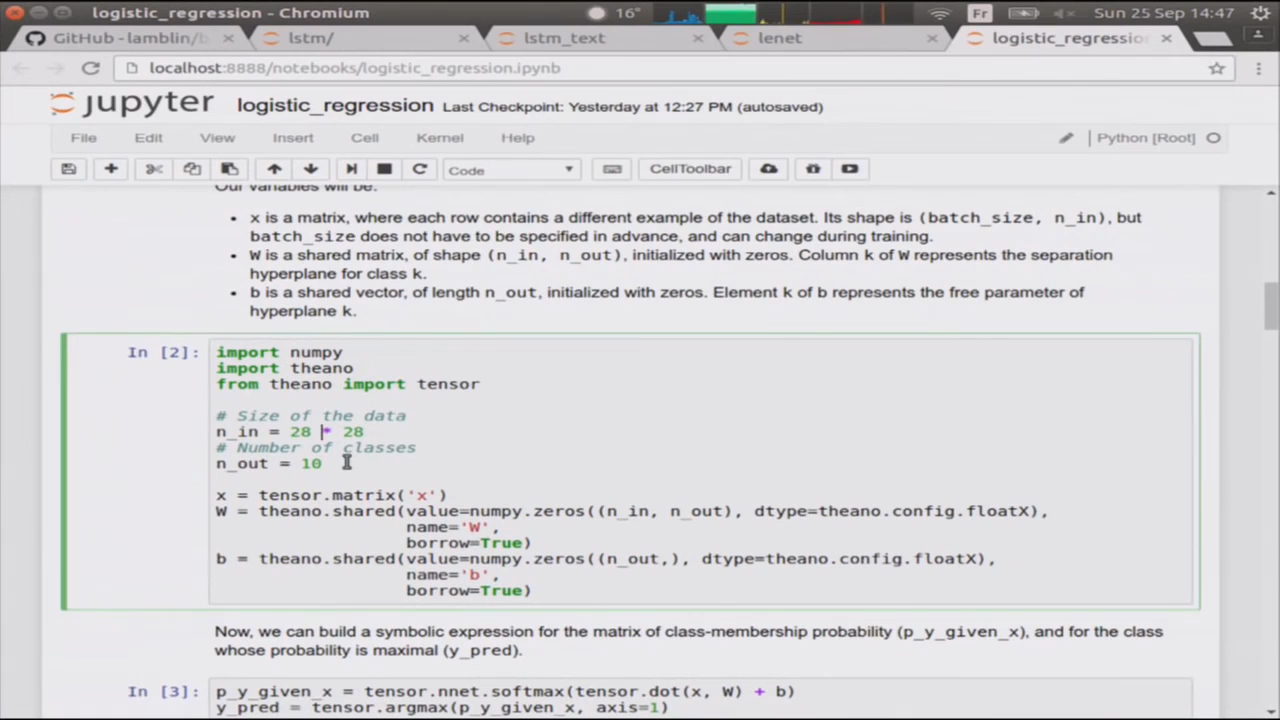 logistic_regression - Chromium 16° Fr Sun 25 Sep 14:47
GitHub - lamblin/b lstm/ lstm_text lenet logistic_regressio
localhost:8888/notebooks/logistic_regression.ipynb
jupyter logistic_regression Last Checkpoint: Yesterday at 12:27 PM (autosaved)
File Edit View Insert Cell Kernel Help Python [Root]
Code CellToolbar
Our variables will be:
• x is a matrix, where each row contains a different example of the dataset. Its shape is (batch_size, n_in), but
batch_size does not have to be specified in advance, and can change during training.
• W is a shared matrix, of shape (n_in, n_out), initialized with zeros. Column k of W represents the separation
hyperplane for class k.
• b is a shared vector, of length n_out, initialized with zeros. Element k of b represents the free parameter of
hyperplane k.
In [2]: import numpy
import theano
from theano import tensor
# Size of the data
n_in = 28 * 28
# Number of classes
n_out = 10
x = tensor.matrix('x')
W = theano.shared(value=numpy.zeros((n_in, n_out), dtype=theano.config.floatX),
name='W',
borrow=True)
b = theano.shared(value=numpy.zeros((n_out,), dtype=theano.config.floatX),
name='b',
borrow=True)
Now, we can build a symbolic expression for the matrix of class-membership probability (p_y_given_x), and for the class
whose probability is maximal (y_pred).
In [3]: p_y_given_x = tensor.nnet.softmax(tensor.dot(x, W) + b)
y_pred = tensor.argmax(p_y_given_x, axis=1)